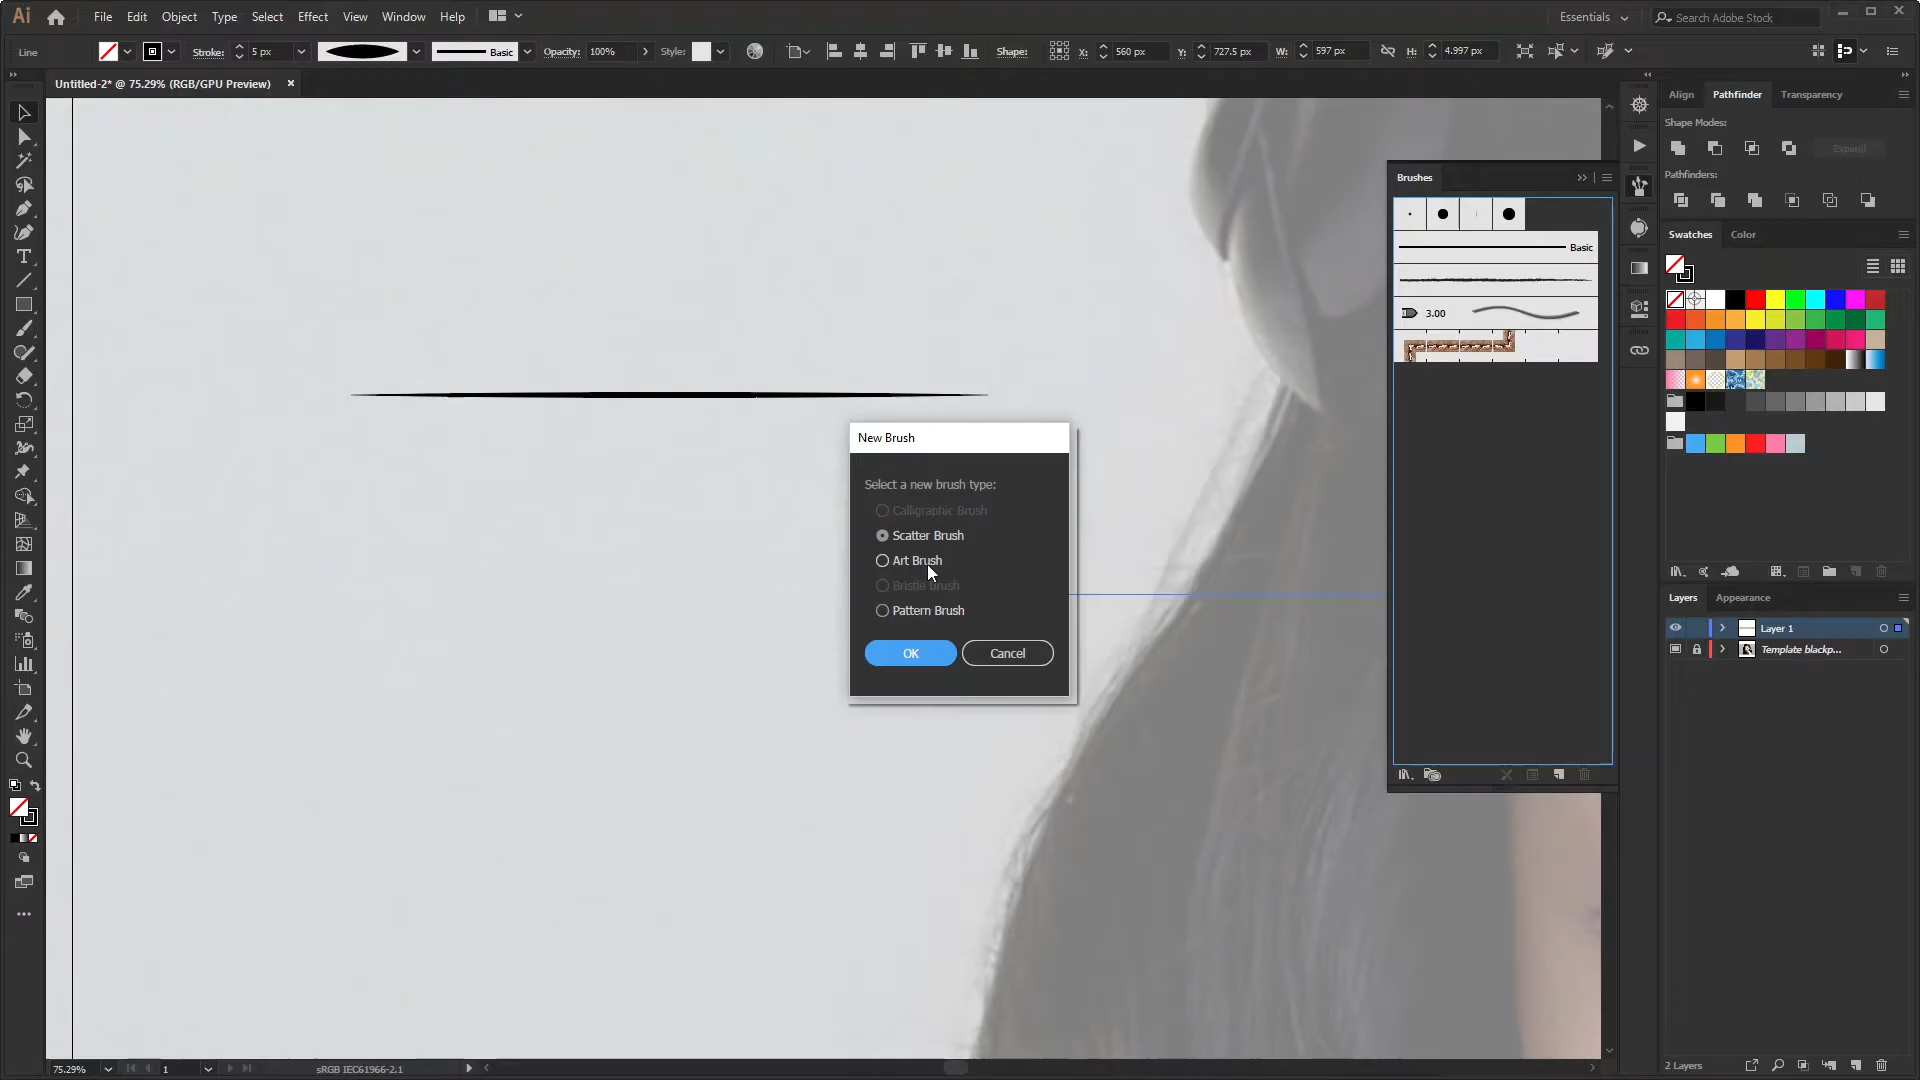 Ai File Edit Object Type Select Effect View Window Help Essentials Search Adobe Stock
Line Stroke: 5 px Basic Opacity: 100% Style: Shape: X: 560 px Y: 727.5 px W: 597 px H: 4.997 px
Untitled-2* @ 75.29% (RGB/GPU Preview)
Align Pathfinder Transparency
Shape Modes:
Expand
Pathfinders:
Brushes
Basic
3.00
Swatches Color
New Brush
Select a new brush type:
Calligraphic Brush
Scatter Brush
Art Brush
Bristle Brush
Pattern Brush
OK Cancel
Layers Appearance
Layer 1
Template blackp...
2 Layers
75.29% 1 sRGB IEC61966-2.1